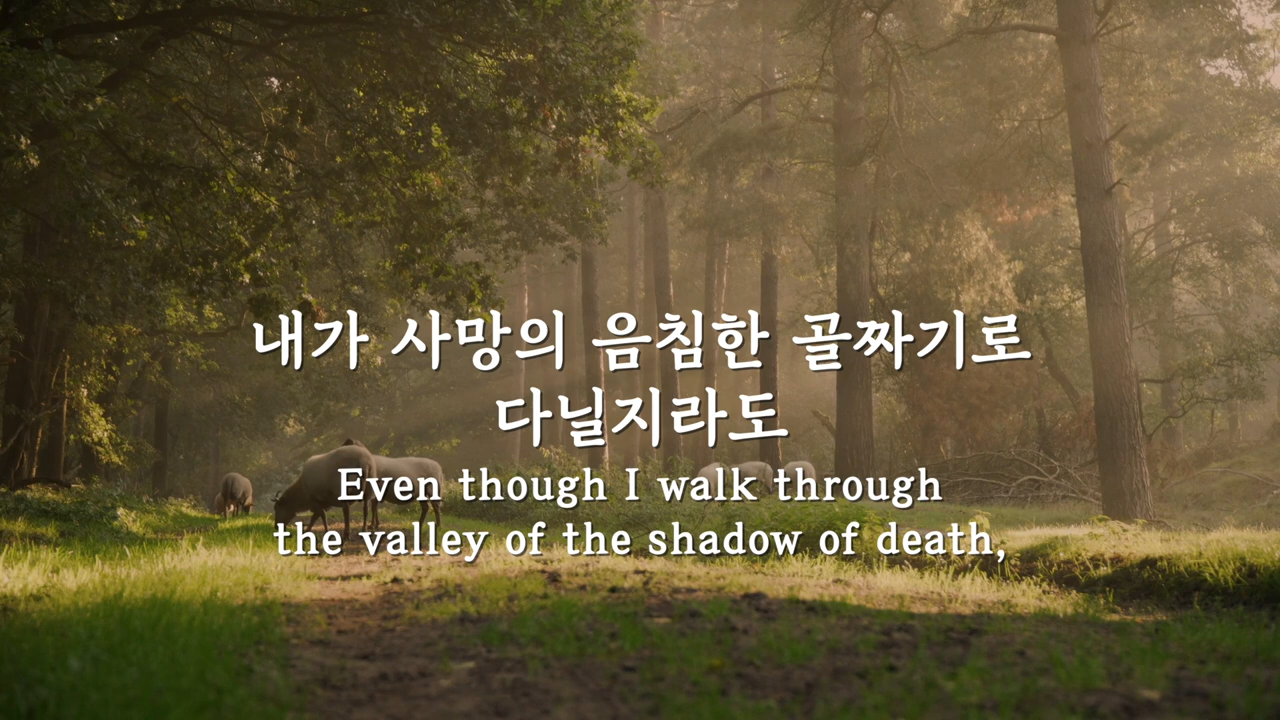 내가 사망의 음침한 골짜기로
다닐지라도
Even though I walk through
the valley of the shadow of death,